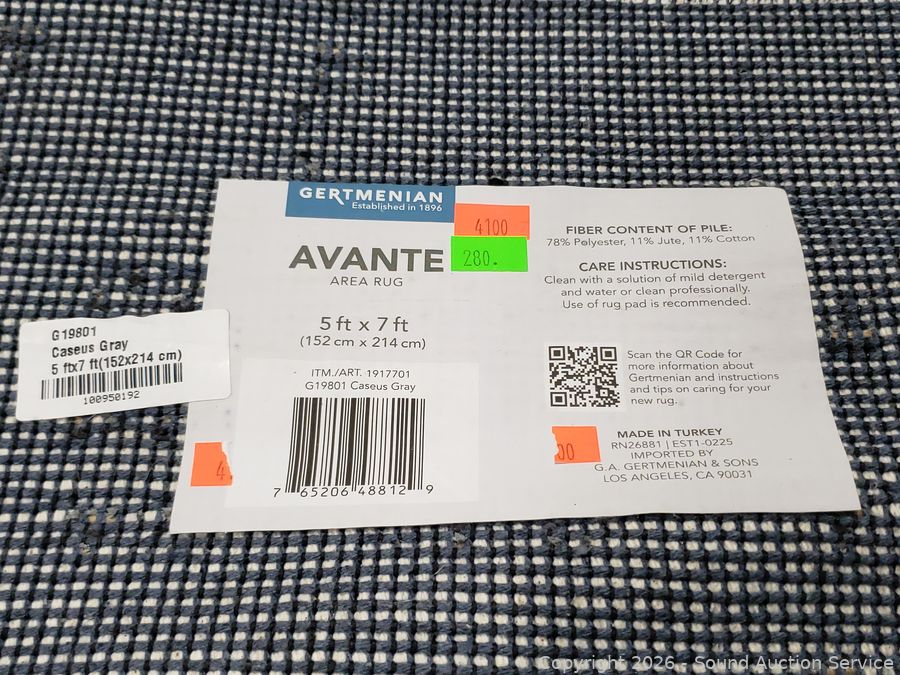 GERTMENIAN
Established in 1896
4100
280.
AVANTE
AREA RUG
5 ft x 7 ft
(152 cm x 214 cm)
ITM./ART. 1917701
G19801 Caseus Gray
7 65206 48812 9
4
G19801
Caseus Gray
5 ftx7 ft(152x214 cm)
100950192
FIBER CONTENT OF PILE:
78% Polyester, 11% Jute, 11% Cotton
CARE INSTRUCTIONS:
Clean with a solution of mild detergent
and water or clean professionally.
Use of rug pad is recommended.
Scan the QR Code for
more information about
Gertmenian and instructions
and tips on caring for your
new rug.
00
MADE IN TURKEY
RN26881 | EST1-0225
IMPORTED BY
G.A. GERTMENIAN & SONS
LOS ANGELES, CA 90031
Copyright 2026 - Sound Auction Service